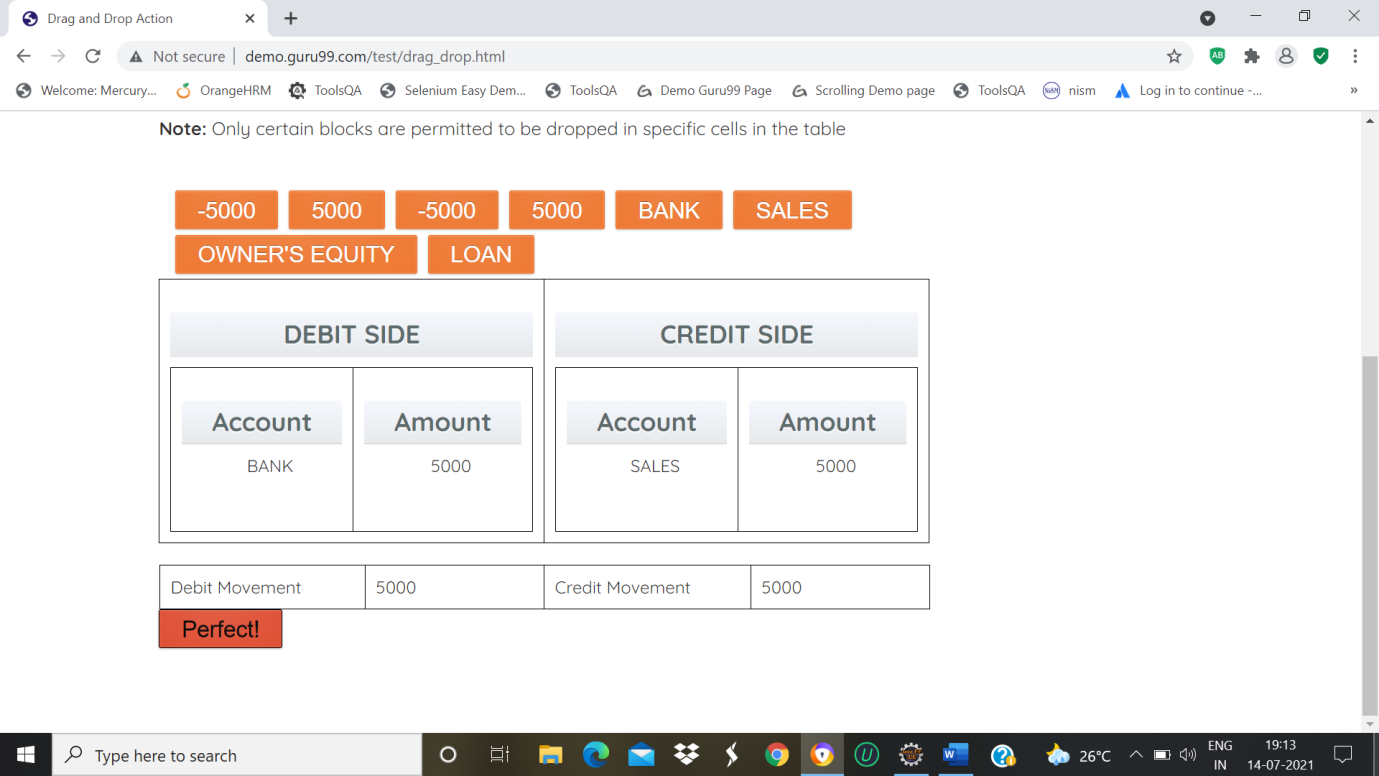 Drag and Drop Action
Not secure demo.guru99.com/test/drag_drop.html
AB
Welcome: Mercury... OrangeHRM ToolsQA Selenium Easy Dem... ToolsQA Demo Guru99 Page Scrolling Demo page ToolsQA nism Log in to continue -...
Note: Only certain blocks are permitted to be dropped in specific cells in the table
-5000 5000 -5000 5000 BANK SALES
OWNER'S EQUITY LOAN
DEBIT SIDE CREDIT SIDE
Account Amount Account Amount
BANK 5000 SALES 5000
Debit Movement 5000 Credit Movement 5000
Perfect!
Type here to search
W
26°C
ENG 19:13
IN 14-07-2021